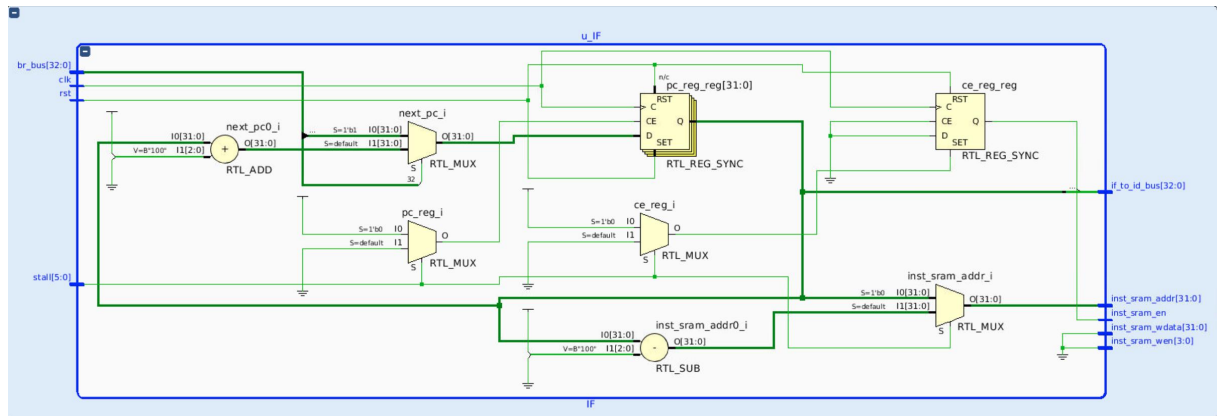 u_IF
br_bus[32:0]
clk
rst
stall[5:0]
next_pc0_i
I0[31:0]
I1[2:0]
V=B"100"
O[31:0]
+
RTL_ADD
next_pc_i
...
S=1'b1
I0[31:0]
S=default
I1[31:0]
O[31:0]
S
32
RTL_MUX
pc_reg_i
S=1'b0
I0
S=default
I1
O
S
RTL_MUX
n/c
pc_reg_reg[31:0]
RST
C
CE
Q
D
SET
RTL_REG_SYNC
ce_reg_i
S=1'b0
I0
S=default
I1
O
S
RTL_MUX
ce_reg_reg
RST
C
CE
Q
D
SET
RTL_REG_SYNC
inst_sram_addr0_i
I0[31:0]
V=B"100"
I1[2:0]
O[31:0]
-
RTL_SUB
inst_sram_addr_i
S=1'b0
I0[31:0]
S=default
I1[31:0]
O[31:0]
S
RTL_MUX
...
if_to_id_bus[32:0]
inst_sram_addr[31:0]
inst_sram_en
inst_sram_wdata[31:0]
inst_sram_wen[3:0]
IF